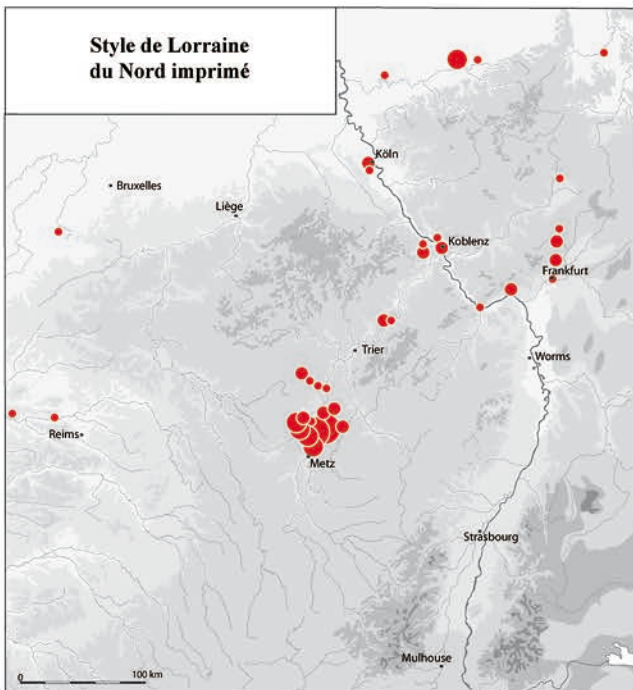 Style de Lorraine
du Nord imprimé
Köln
Bruxelles
Liège
Koblenz
Frankfurt
Trier
Worms
Reims
Metz
Strasbourg
Mulhouse
0
100 km